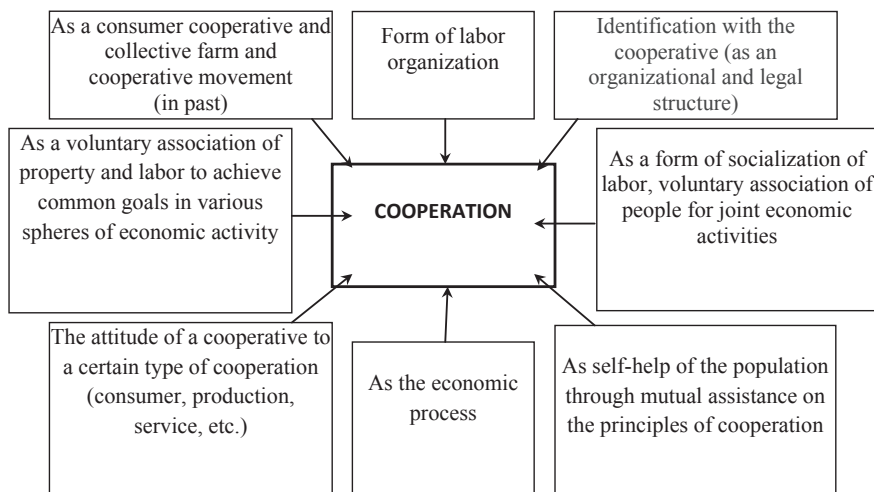 As a consumer cooperative and
collective farm and
cooperative movement
(in past)
Form of labor
organization
Identification with the
cooperative (as an
organizational and legal
structure)
As a voluntary association of
property and labor to achieve
common goals in various
spheres of economic activity
COOPERATION
As a form of socialization of
labor, voluntary association of
people for joint economic
activities
The attitude of a cooperative to
a certain type of cooperation
(consumer, production,
service, etc.)
As the economic
process
As self-help of the population
through mutual assistance on
the principles of cooperation